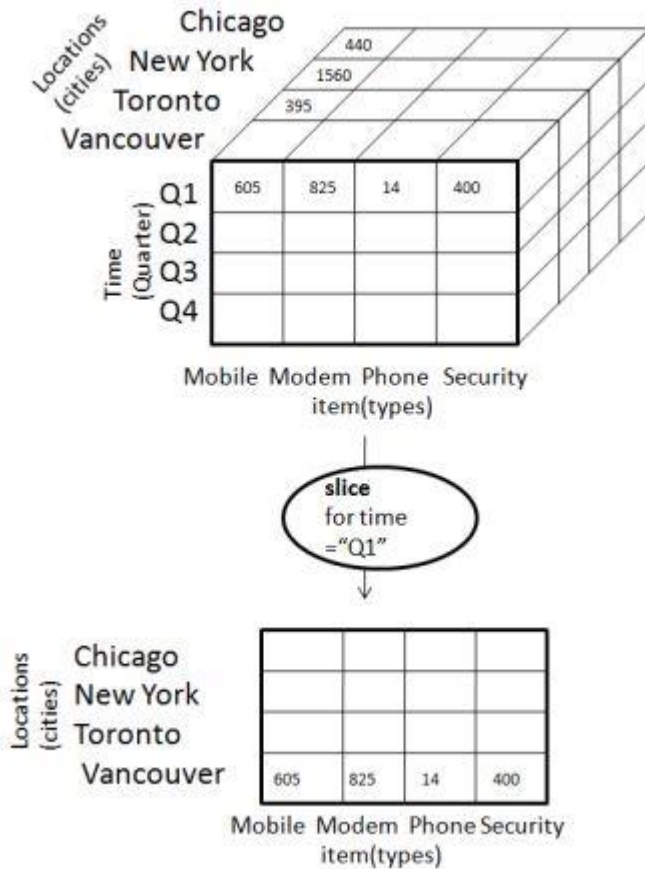 Chicago
440
Locations
(cities)
New York
1560
Toronto
395
Vancouver
Q1 605 825 14 400
Q2
Q3
Q4
Time
(Quarter)
Mobile Modem Phone Security
item(types)
slice
for time
="Q1"
Locations
(cities)
Chicago
New York
Toronto
Vancouver 605 825 14 400
Mobile Modem Phone Security
item(types)